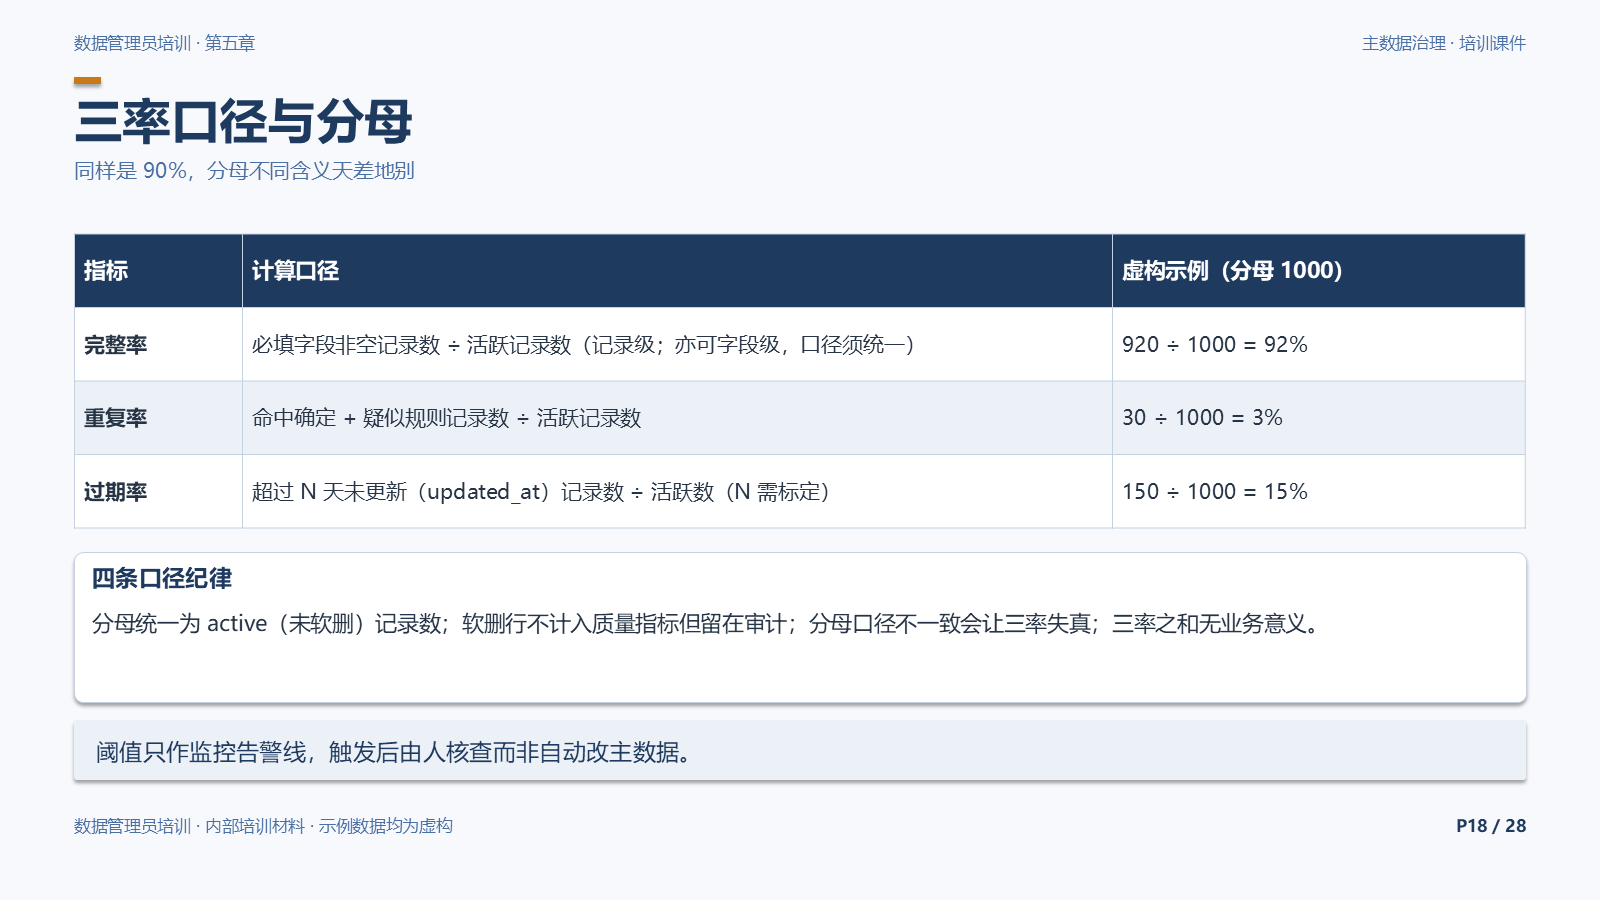 数据管理员培训 · 第五章
主数据治理 · 培训课件
三率口径与分母
同样是 90%，分母不同含义天差地别
指标 计算口径 虚构示例（分母 1000）
完整率 必填字段非空记录数 ÷ 活跃记录数（记录级；亦可字段级，口径须统一） 920 ÷ 1000 = 92%
重复率 命中确定 + 疑似规则记录数 ÷ 活跃记录数 30 ÷ 1000 = 3%
过期率 超过 N 天未更新（updated_at）记录数 ÷ 活跃数（N 需标定） 150 ÷ 1000 = 15%
四条口径纪律
分母统一为 active（未软删）记录数；软删行不计入质量指标但留在审计；分母口径不一致会让三率失真；三率之和无业务意义。
阈值只作监控告警线，触发后由人核查而非自动改主数据。
数据管理员培训 · 内部培训材料 · 示例数据均为虚构
P18 / 28